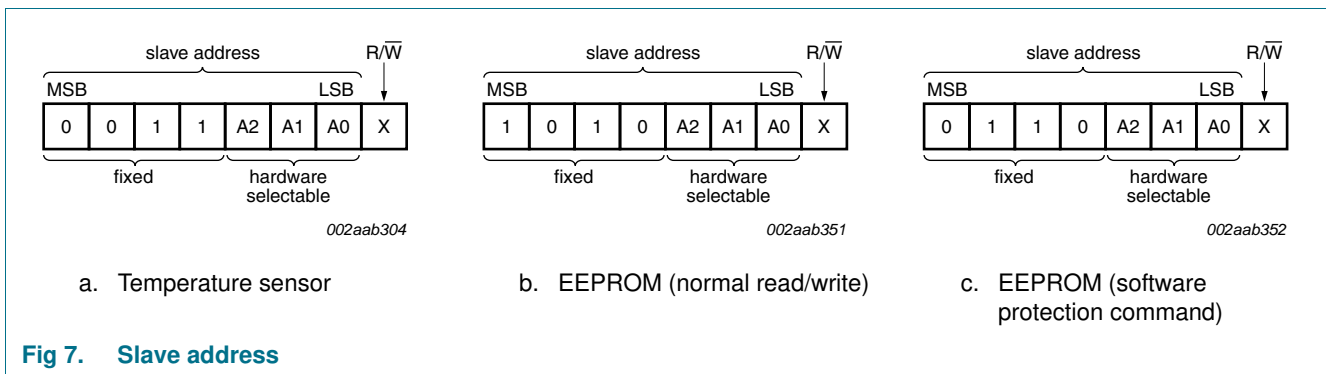 slave address R/W̅
MSB LSB
0 0 1 1 A2 A1 A0 X
fixed hardware
selectable
002aab304
a. Temperature sensor
slave address R/W̅
MSB LSB
1 0 1 0 A2 A1 A0 X
fixed hardware
selectable
002aab351
b. EEPROM (normal read/write)
slave address R/W̅
MSB LSB
0 1 1 0 A2 A1 A0 X
fixed hardware
selectable
002aab352
c. EEPROM (software
protection command)
Fig 7. Slave address